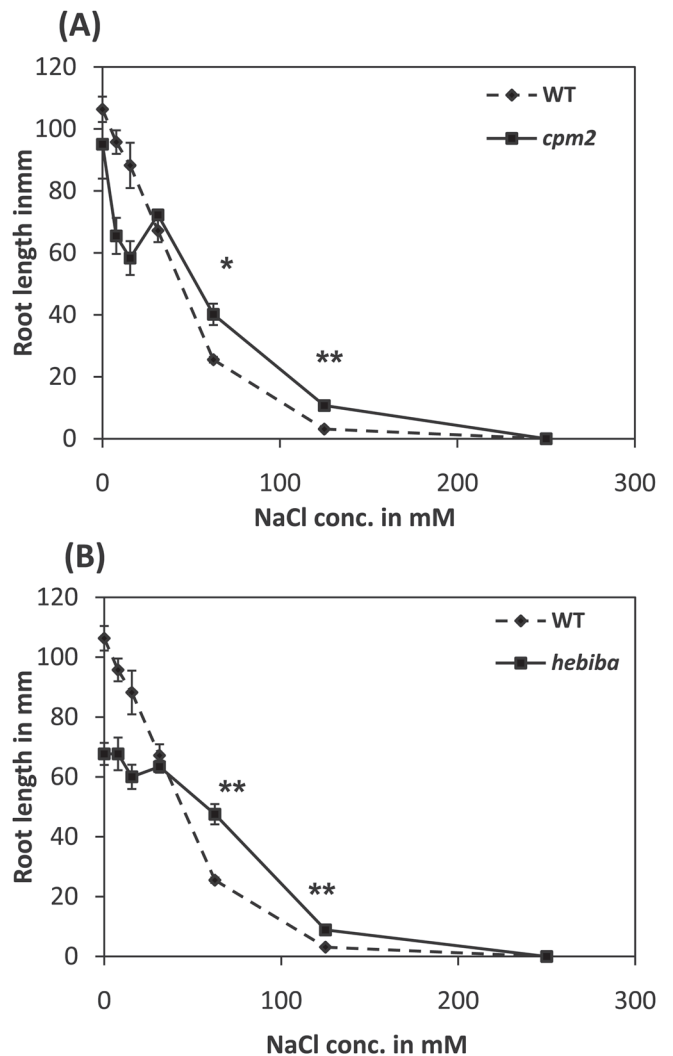 (A)
120
100
80
60
40
20
0
Root length inmm
WT
cpm2
*
**
0 100 200 300
NaCl conc. in mM
(B)
120
100
80
60
40
20
0
Root length in mm
WT
hebiba
**
**
0 100 200 300
NaCl conc. in mM